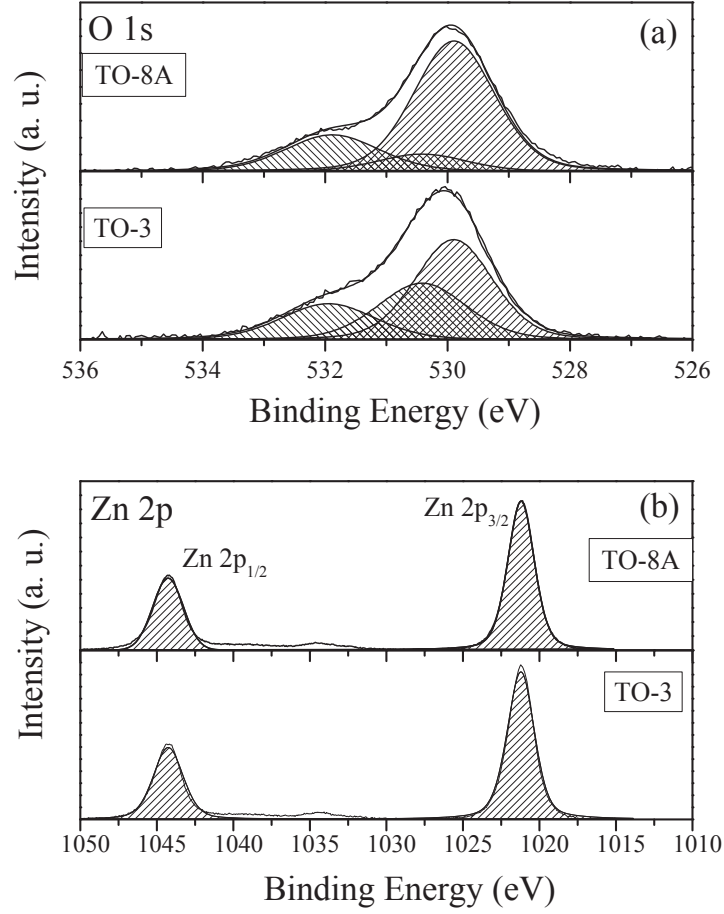 O 1s
(a)
TO-8A
TO-3
Intensity (a. u.)
536 534 532 530 528 526
Binding Energy (eV)
Zn 2p
Zn 2p3/2
(b)
Zn 2p1/2
TO-8A
TO-3
Intensity (a. u.)
1050 1045 1040 1035 1030 1025 1020 1015 1010
Binding Energy (eV)